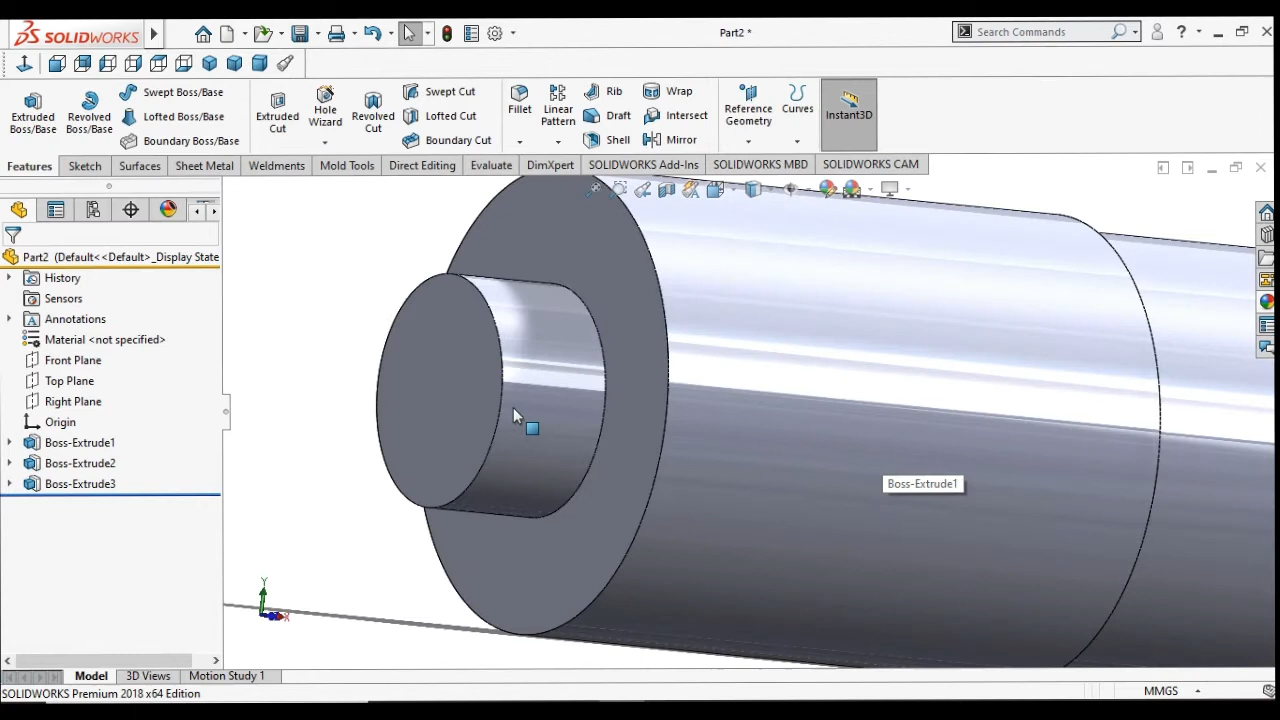 SOLIDWORKS
Part2 *
Search Commands
?
Extruded Boss/Base
Revolved Boss/Base
Swept Boss/Base
Lofted Boss/Base
Boundary Boss/Base
Extruded Cut
Hole Wizard
Revolved Cut
Swept Cut
Lofted Cut
Boundary Cut
Fillet
Linear Pattern
Rib
Draft
Shell
Wrap
Intersect
Mirror
Reference Geometry
Curves
Instant3D
Features
Sketch
Surfaces
Sheet Metal
Weldments
Mold Tools
Direct Editing
Evaluate
DimXpert
SOLIDWORKS Add-Ins
SOLIDWORKS MBD
SOLIDWORKS CAM
Part2 (Default<<Default>_Display State
History
Sensors
Annotations
Material <not specified>
Front Plane
Top Plane
Right Plane
Origin
Boss-Extrude1
Boss-Extrude2
Boss-Extrude3
Boss-Extrude1
Y
X
Model
3D Views
Motion Study 1
SOLIDWORKS Premium 2018 x64 Edition
MMGS